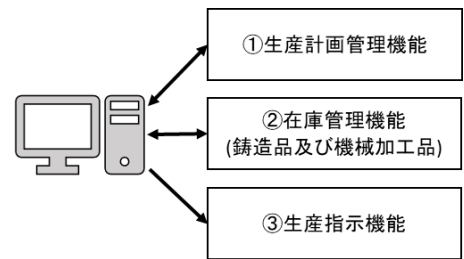 ①生産計画管理機能
②在庫管理機能
(鋳造品及び機械加工品)
③生産指示機能